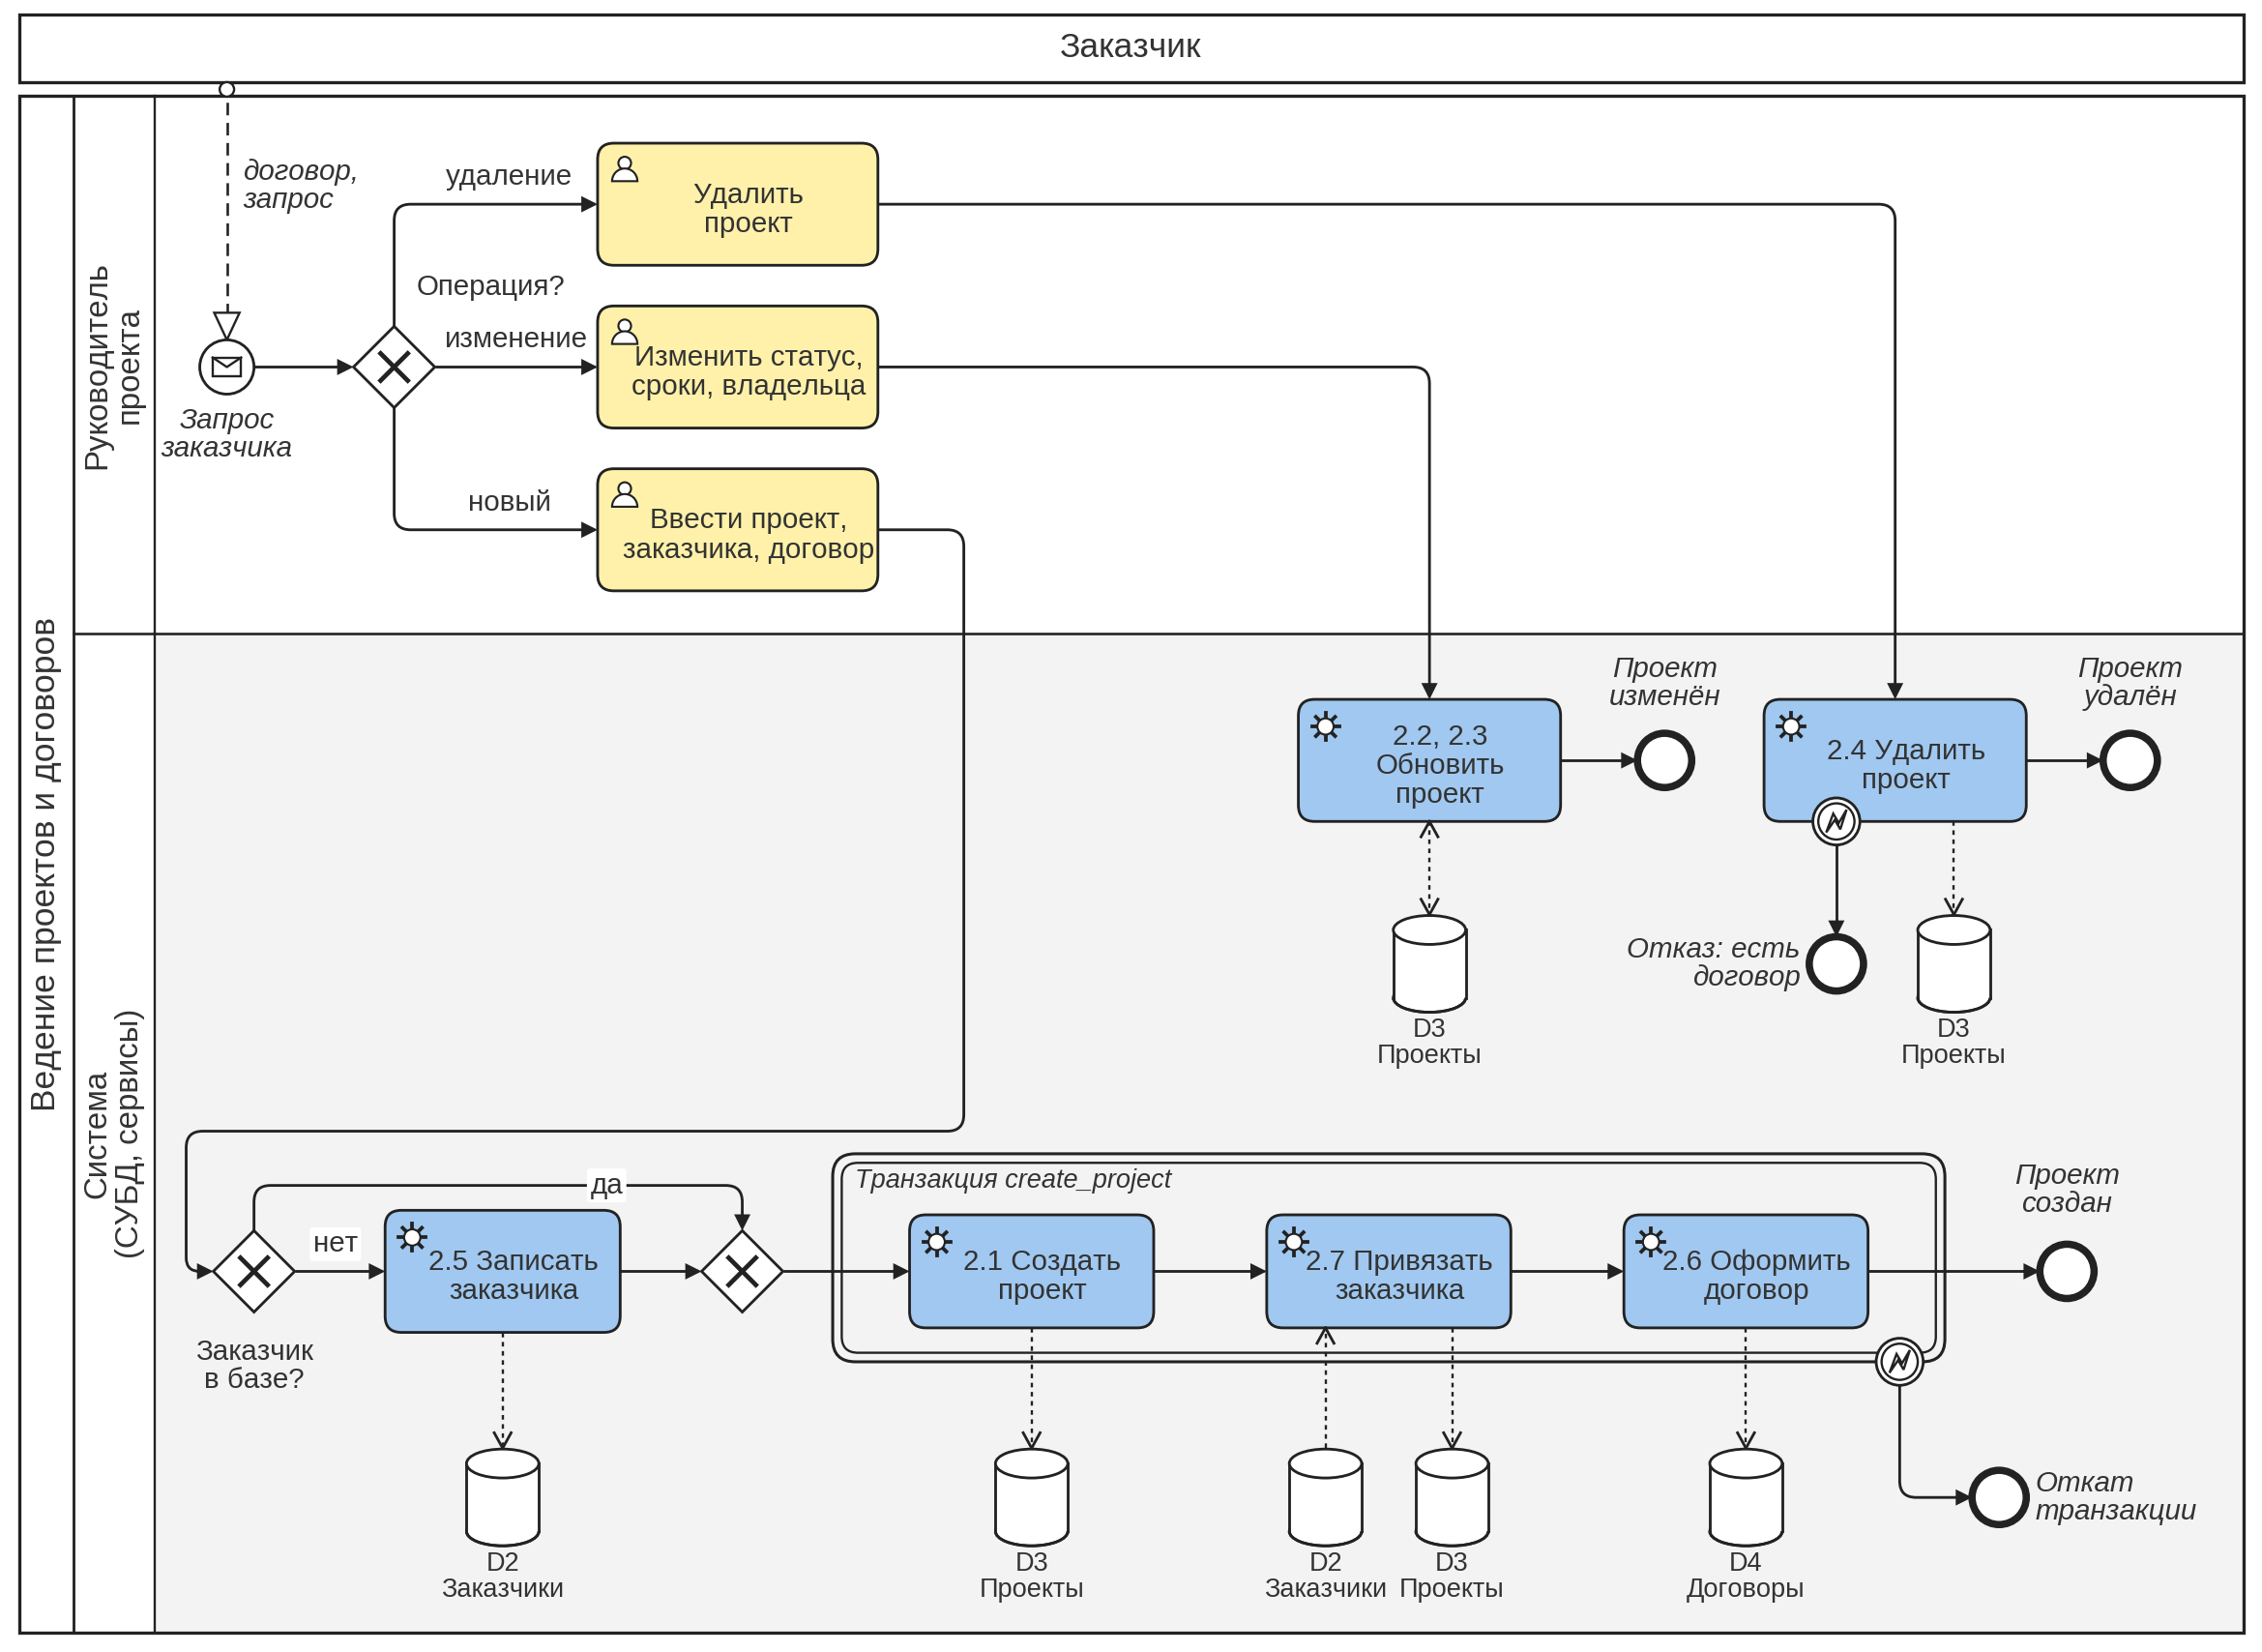 Заказчик
Ведение проектов и договоров
Руководитель
проекта
договор,
запрос
Запрос
заказчика
Операция?
удаление
изменение
новый
Удалить
проект
Изменить статус,
сроки, владельца
Ввести проект,
заказчика, договор
Система
(СУБД, сервисы)
2.2, 2.3
Обновить
проект
Проект
изменён
2.4 Удалить
проект
Проект
удалён
Отказ: есть
договор
D3
Проекты
D3
Проекты
Заказчик
в базе?
да
нет
2.5 Записать
заказчика
Транзакция create_project
2.1 Создать
проект
2.7 Привязать
заказчика
2.6 Оформить
договор
Проект
создан
Откат
транзакции
D2
Заказчики
D3
Проекты
D2
Заказчики
D3
Проекты
D4
Договоры